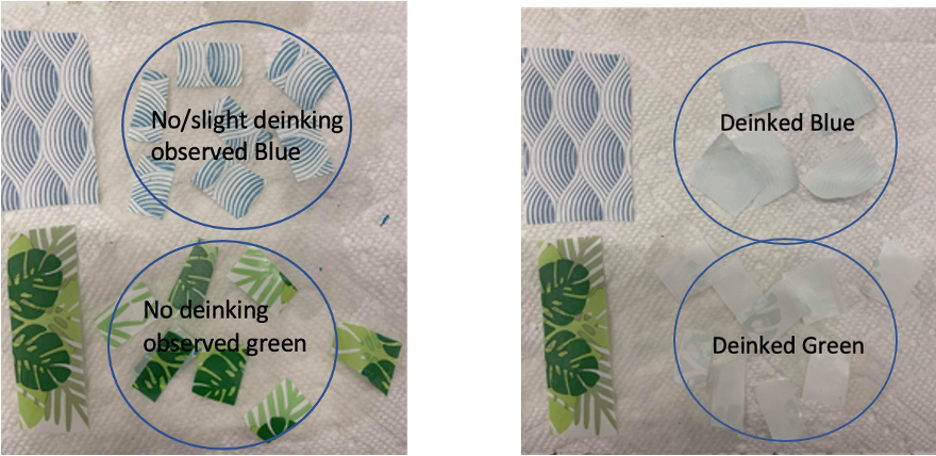 No/slight deinking
observed Blue
No deinking
observed green
Deinked Blue
Deinked Green